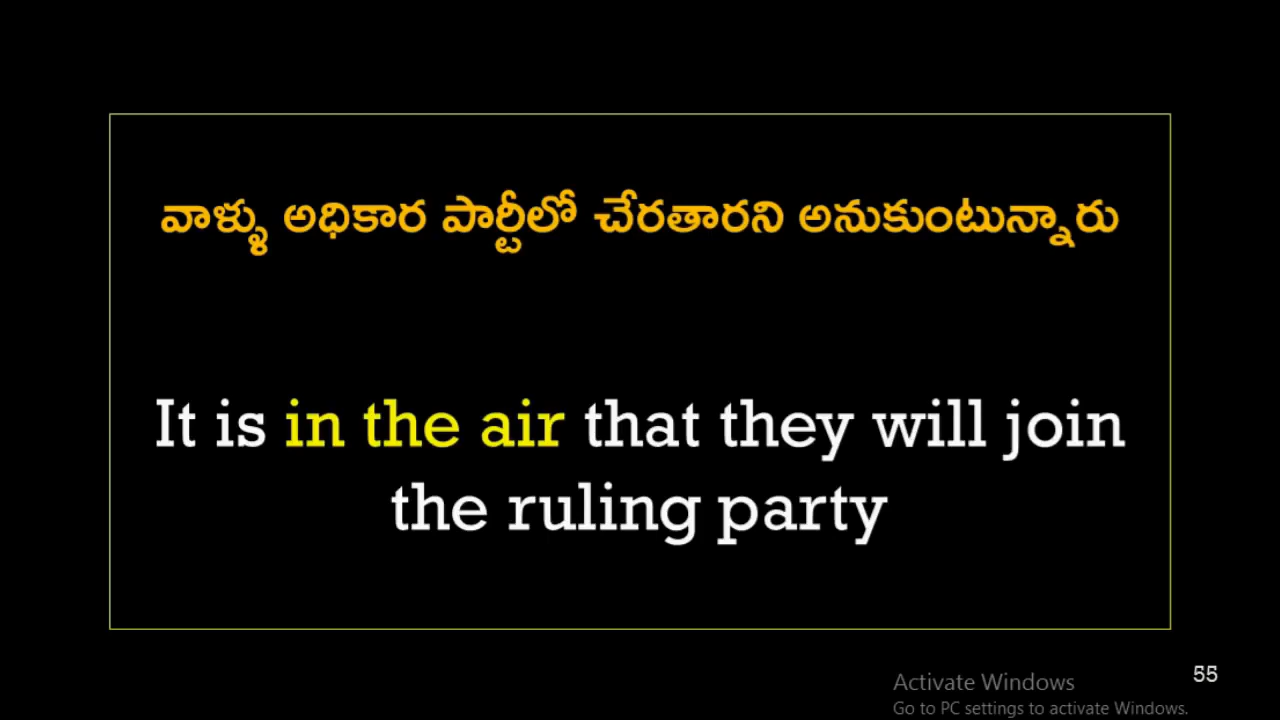 వాళ్ళు అధికార పార్టీలో చేరతారని అనుకుంటున్నారు
It is in the air that they will join
the ruling party
55
Activate Windows
Go to PC settings to activate Windows.